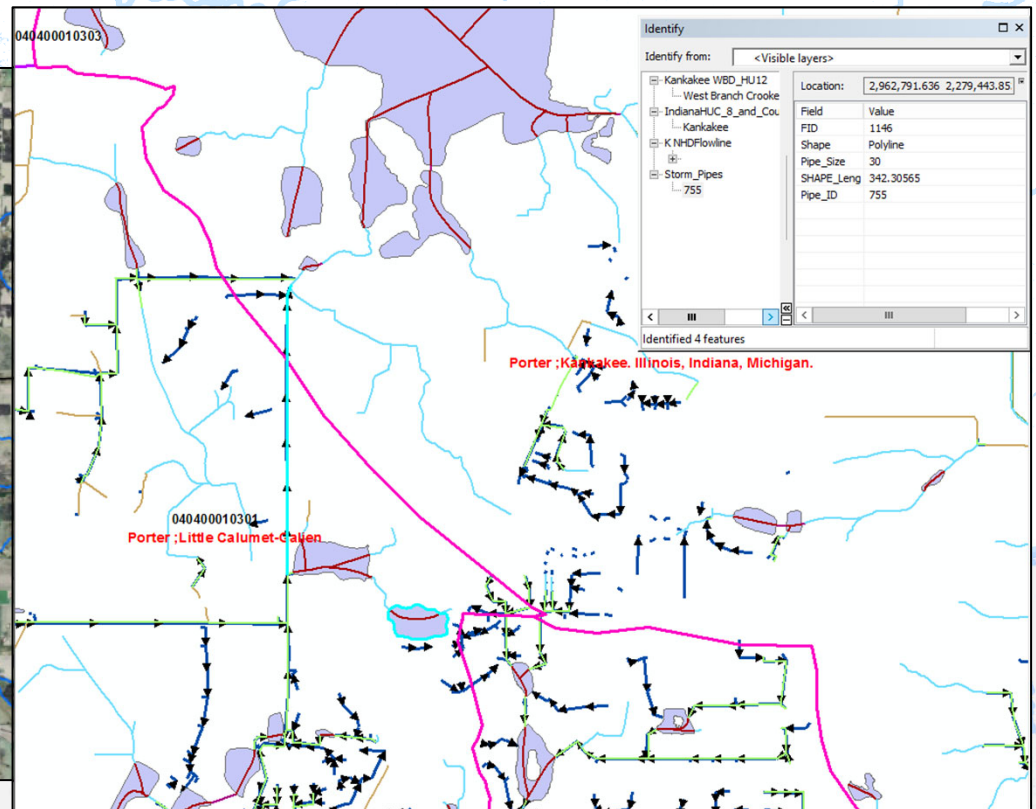 040400010303
Identify
Identify from: <Visible layers>
Kankakee WBD_HU12
West Branch Crooke
IndianaHUC_8_and_Cou
Kankakee
K NHDFlowline
Storm_Pipes
755
Location: 2,962,791.636 2,279,443.85
Field Value
FID 1146
Shape Polyline
Pipe_Size 30
SHAPE_Leng 342.30565
Pipe_ID 755
Identified 4 features
Porter ;Kankakee. Illinois, Indiana, Michigan.
040400010301
Porter ;Little Calumet-Galien